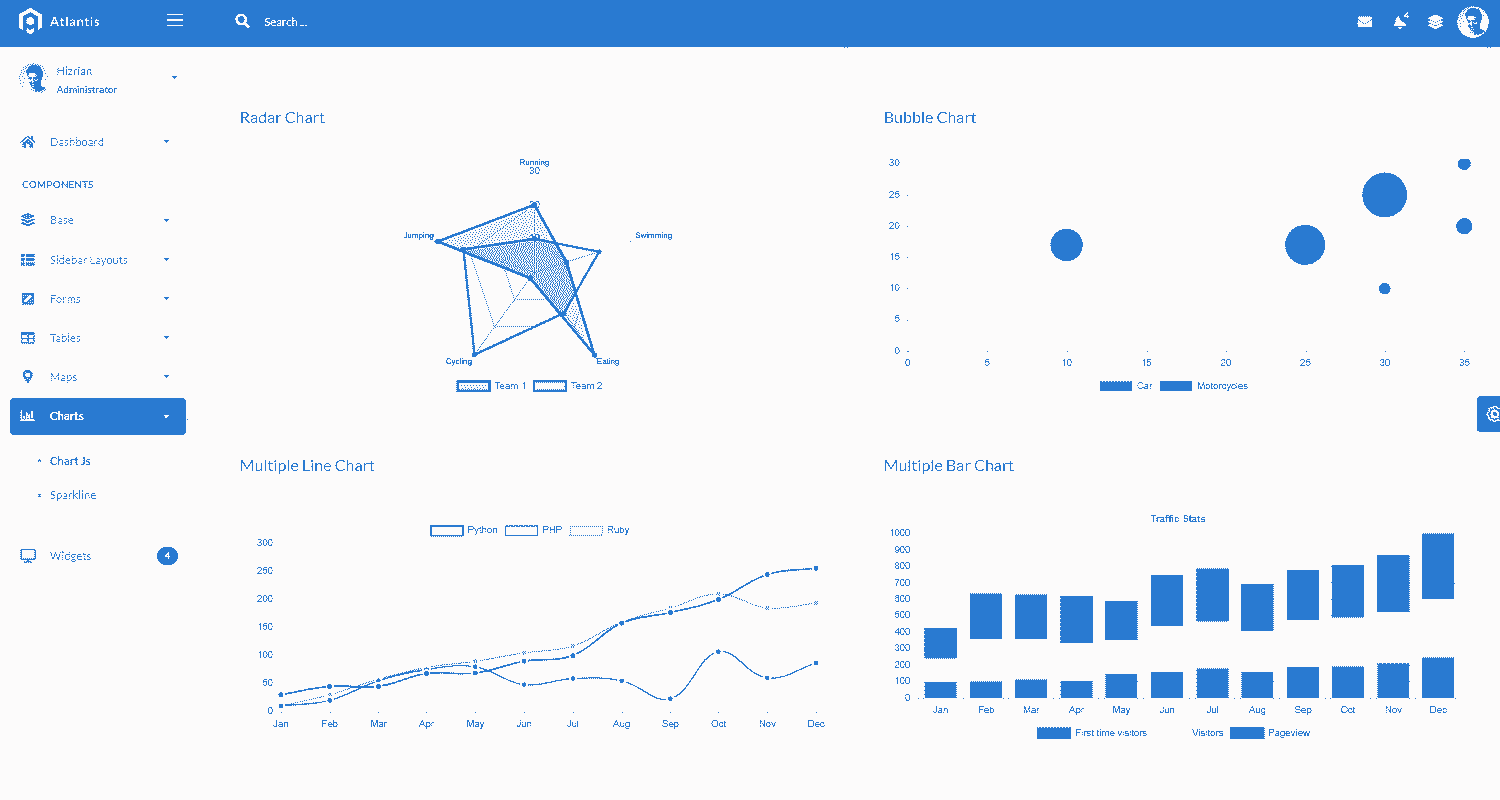 Atlantis
Search ...
4
Hizrian
Administrator
Dashboard
COMPONENTS
Base
Sidebar Layouts
Forms
Tables
Maps
Charts
Chart Js
Sparkline
Widgets
4
Radar Chart
Running
30
20
10
Jumping
Swimming
Cycling
Eating
Team 1 Team 2
Bubble Chart
30
25
20
15
10
5
0
0 5 10 15 20 25 30 35
Car Motorcycles
Multiple Line Chart
Python PHP Ruby
300
250
200
150
100
50
0
Jan Feb Mar Apr May Jun Jul Aug Sep Oct Nov Dec
Multiple Bar Chart
Traffic Stats
1000
900
800
700
600
500
400
300
200
100
0
Jan Feb Mar Apr May Jun Jul Aug Sep Oct Nov Dec
First time visitors Visitors Pageview